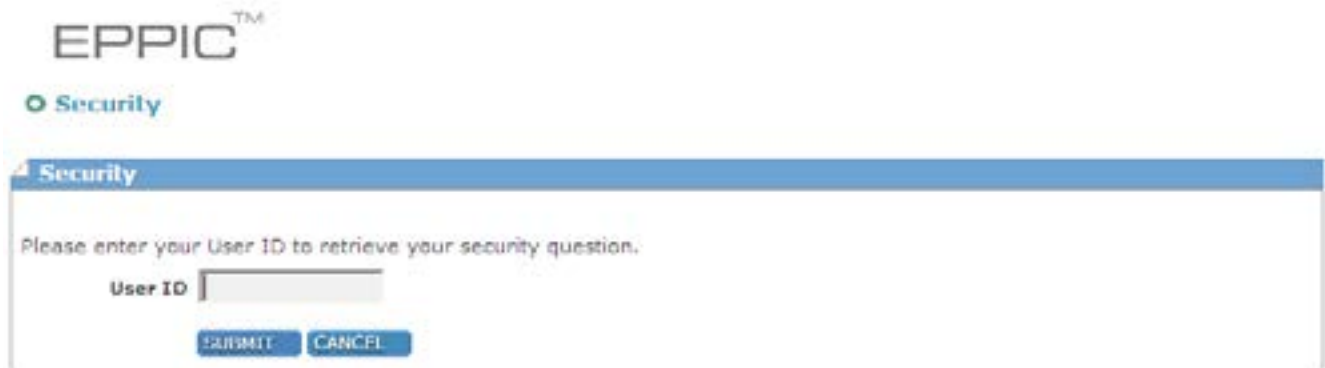 EPPIC™
Security
Security
Please enter your User ID to retrieve your security question.
User ID
SUBMIT CANCEL